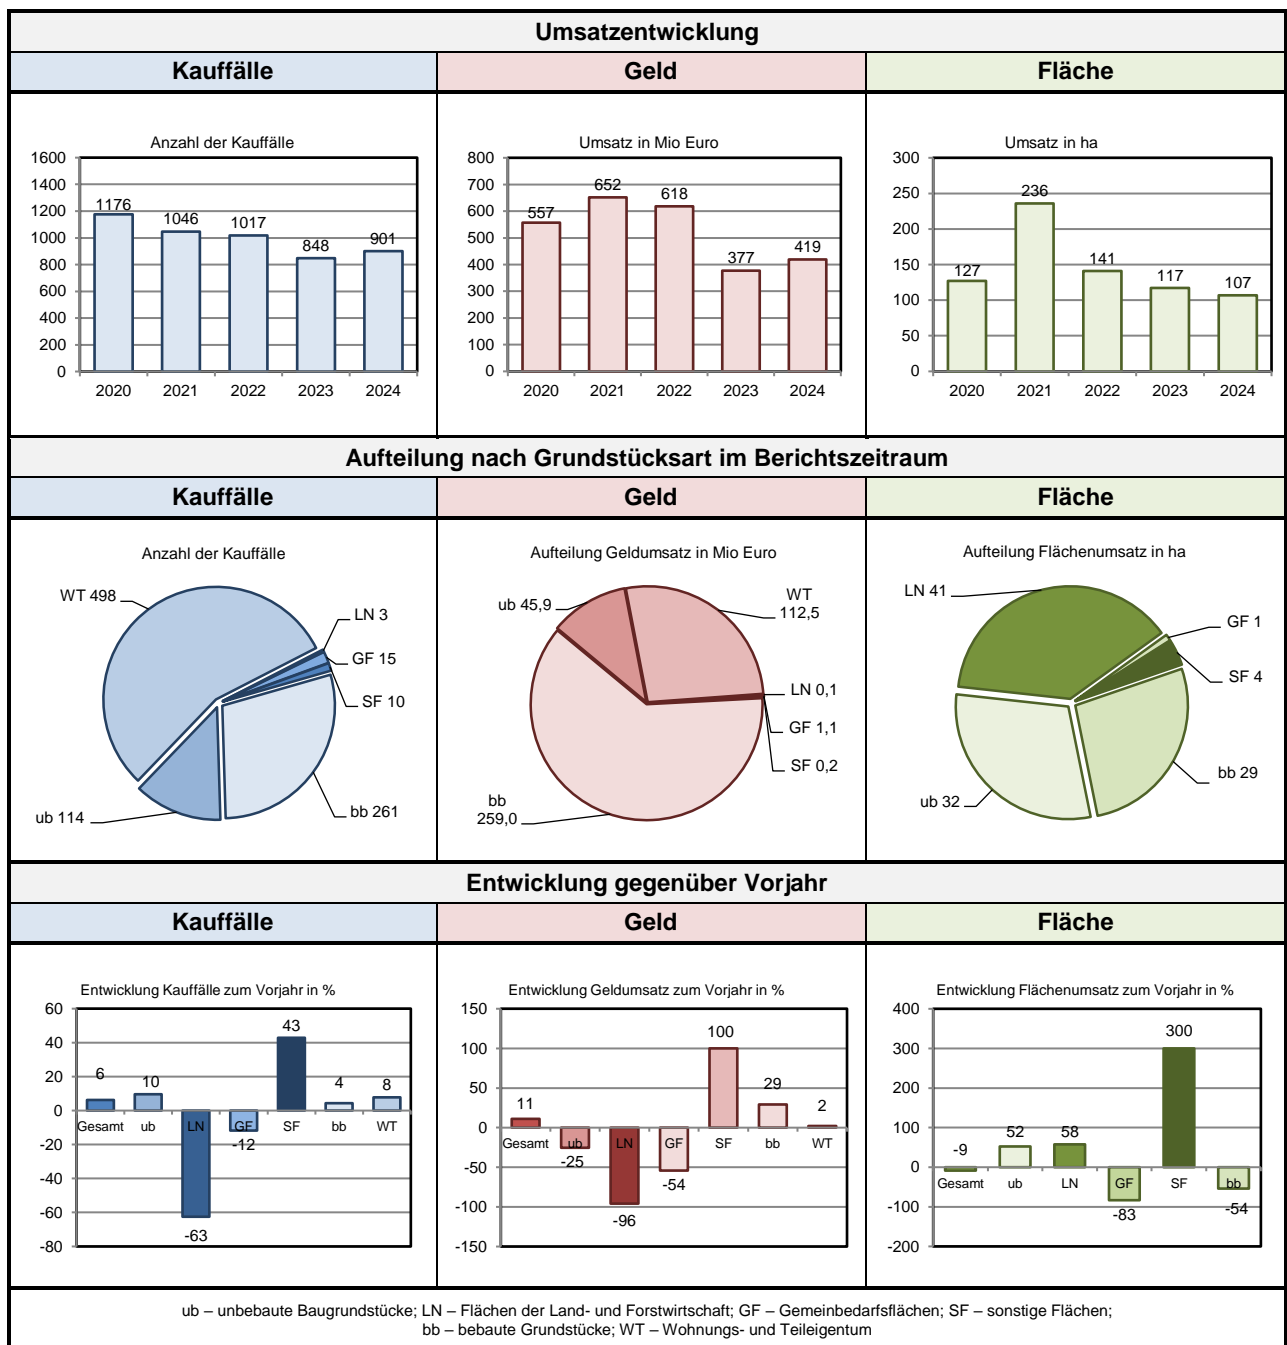 Umsatzentwicklung
Kauffälle
Geld
Fläche
Anzahl der Kauffälle
1600
1400
1200
1000
800
600
400
200
0
1176
1046
1017
848
901
2020 2021 2022 2023 2024
Umsatz in Mio Euro
800
700
600
500
400
300
200
100
0
557
652
618
377
419
2020 2021 2022 2023 2024
Umsatz in ha
300
250
200
150
100
50
0
127
236
141
117
107
2020 2021 2022 2023 2024
Aufteilung nach Grundstücksart im Berichtszeitraum
Kauffälle
Geld
Fläche
Anzahl der Kauffälle
WT 498
LN 3
GF 15
SF 10
bb 261
ub 114
Aufteilung Geldumsatz in Mio Euro
ub 45,9
WT
112,5
LN 0,1
GF 1,1
SF 0,2
bb
259,0
Aufteilung Flächenumsatz in ha
LN 41
GF 1
SF 4
bb 29
ub 32
Entwicklung gegenüber Vorjahr
Kauffälle
Geld
Fläche
Entwicklung Kauffälle zum Vorjahr in %
60
40
20
0
-20
-40
-60
-80
6
10
-63
-12
43
4
8
Gesamt ub LN GF SF bb WT
Entwicklung Geldumsatz zum Vorjahr in %
150
100
50
0
-50
-100
-150
11
-25
-96
-54
100
29
2
Gesamt ub LN GF SF bb WT
Entwicklung Flächenumsatz zum Vorjahr in %
400
300
200
100
0
-100
-200
-9
52
58
-83
300
-54
Gesamt ub LN GF SF bb
ub – unbebaute Baugrundstücke; LN – Flächen der Land- und Forstwirtschaft; GF – Gemeinbedarfsflächen; SF – sonstige Flächen;
bb – bebaute Grundstücke; WT – Wohnungs- und Teileigentum